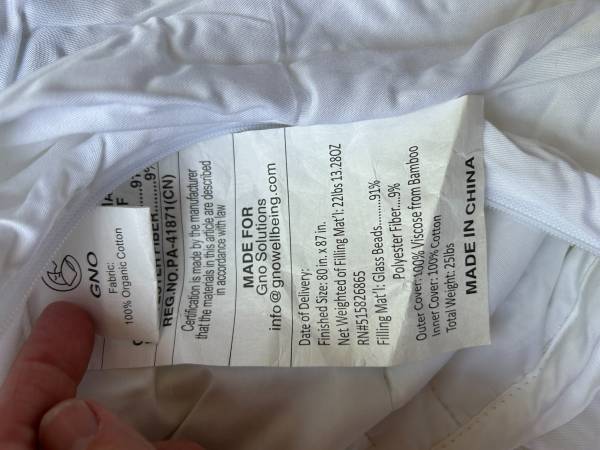 GNO
Fabric:
100% Organic Cotton
REG.NO.PA-41871(CN)
Certification is made by the manufacturer
that the materials in this article are described
in accordance with law
MADE FOR
Gno Solutions
info@gnowellbeing.com
Date of Delivery:
Finished Size: 80in. x 87 in.
Net Weighted of Filling Mat'l: 22lbs 13.28OZ
RN#515826865
Filling Mat'l: Glass Beads.........91%
Polyester Fiber....9%
Outer Cover: 100% Viscose from Bamboo
Inner Cover: 100% Cotton
Total Weight: 25lbs
MADE IN CHINA